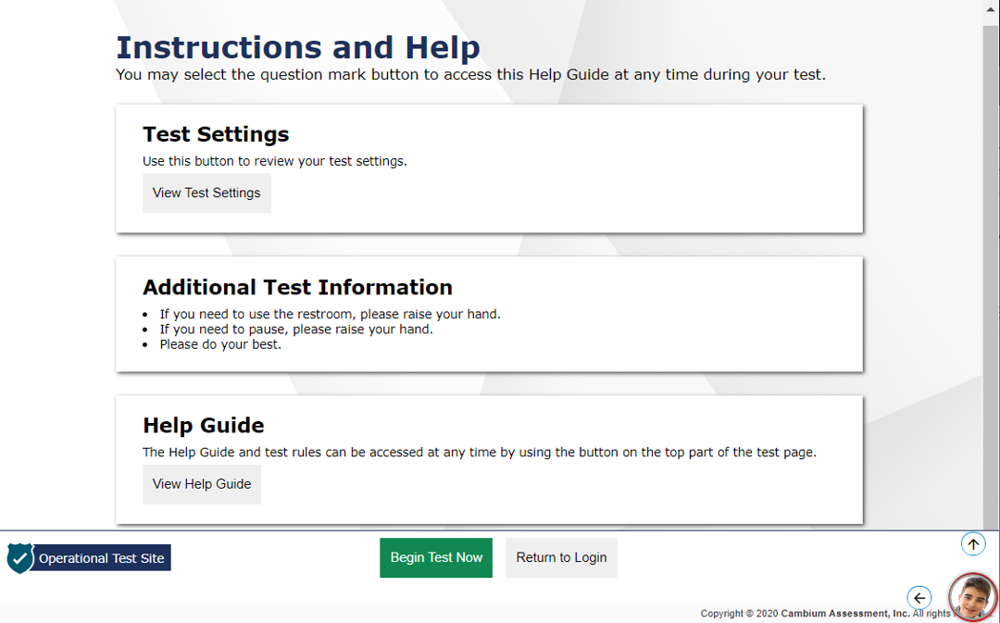 Instructions and Help
You may select the question mark button to access this Help Guide at any time during your test.
Test Settings
Use this button to review your test settings.
View Test Settings
Additional Test Information
• If you need to use the restroom, please raise your hand.
• If you need to pause, please raise your hand.
• Please do your best.
Help Guide
The Help Guide and test rules can be accessed at any time by using the button on the top part of the test page.
View Help Guide
Operational Test Site
Begin Test Now
Return to Login
Copyright © 2020 Cambium Assessment, Inc. All rights